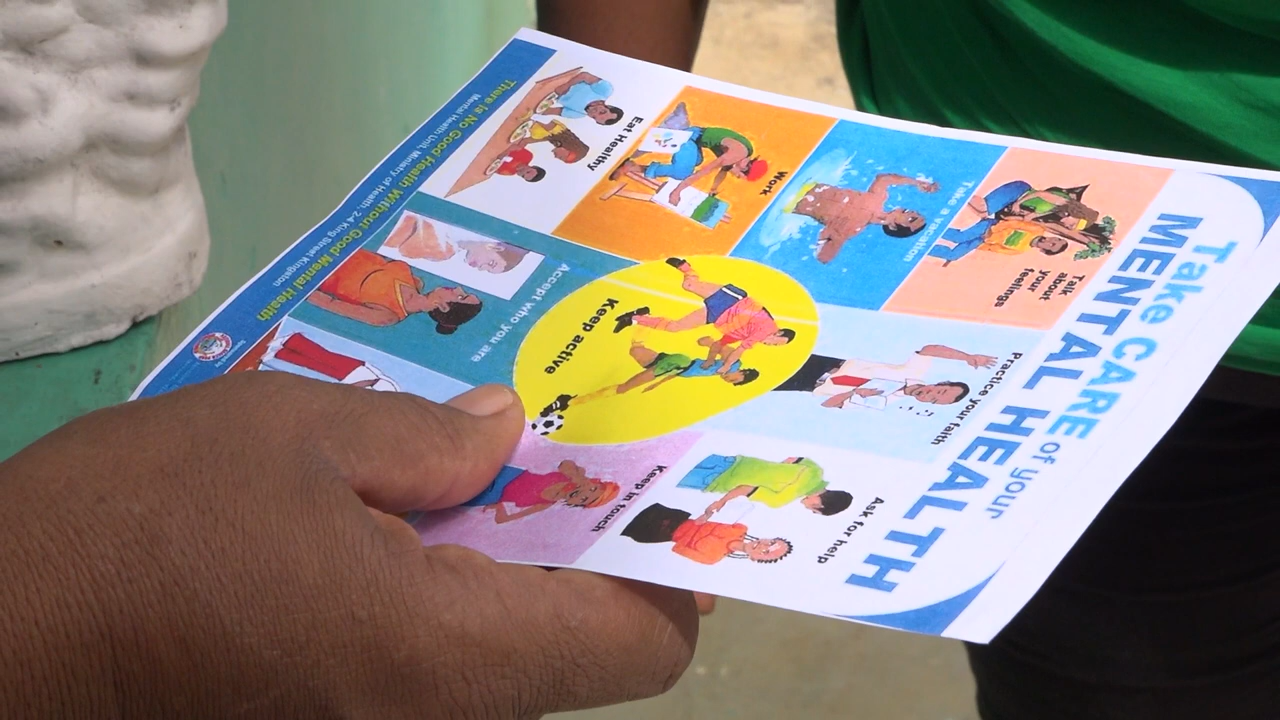 Take CARE of your
MENTAL HEALTH
Talk
about
your
feelings
Practice your faith
Ask for help
Take a vacation
Work
Keep active
Keep in touch
Eat Healthy
Accept who you are
There Is No Good Health Without Good Mental Health
Mental Health Unit, Ministry of Health, 2-4 King Street Kingston